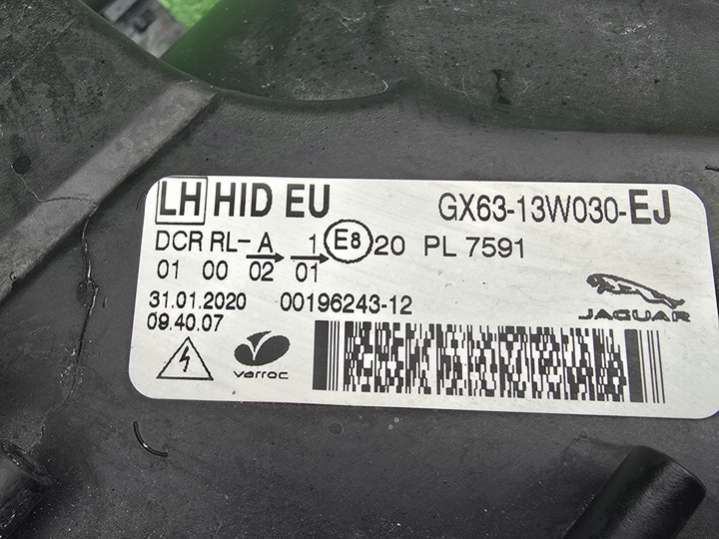 LH HID EU GX63-13W030-EJ
DCR RL-A 1 E8 20 PL 7591
01 00 02 01
31.01.2020 00196243-12
09.40.07
JAGUAR
varroc